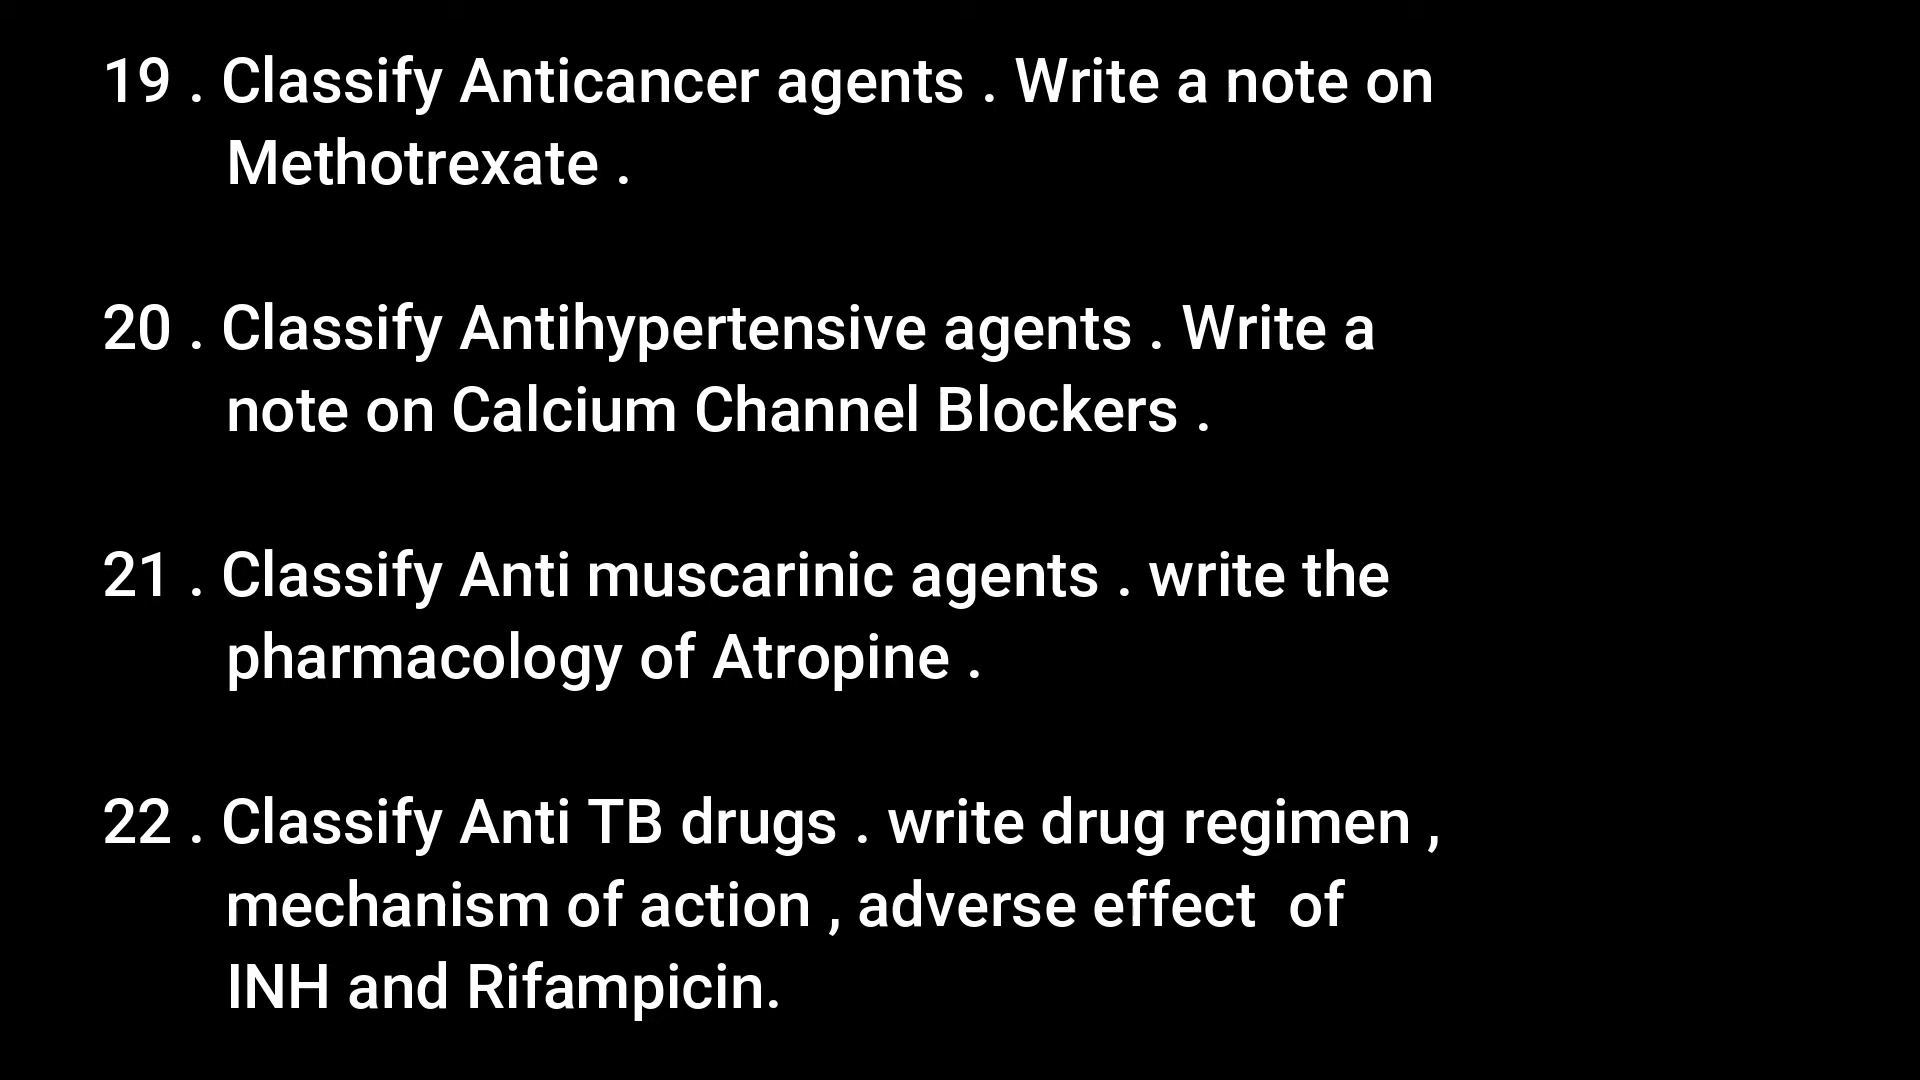 19 . Classify Anticancer agents . Write a note on
Methotrexate .
20 . Classify Antihypertensive agents . Write a
note on Calcium Channel Blockers .
21 . Classify Anti muscarinic agents . write the
pharmacology of Atropine .
22 . Classify Anti TB drugs . write drug regimen ,
mechanism of action , adverse effect  of
INH and Rifampicin.